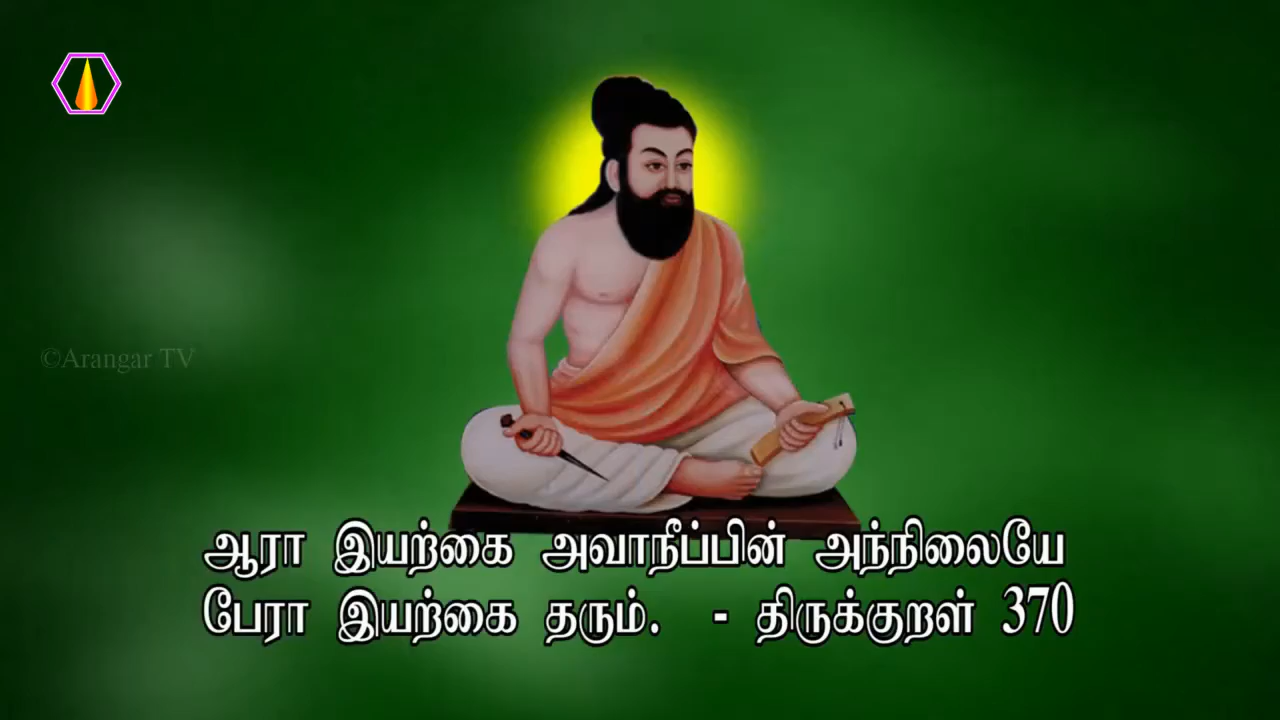 ©Arangar TV
ஆரா இயற்கை அவாநீப்பின் அந்நிலையே
பேரா இயற்கை தரும். - திருக்குறள் 370